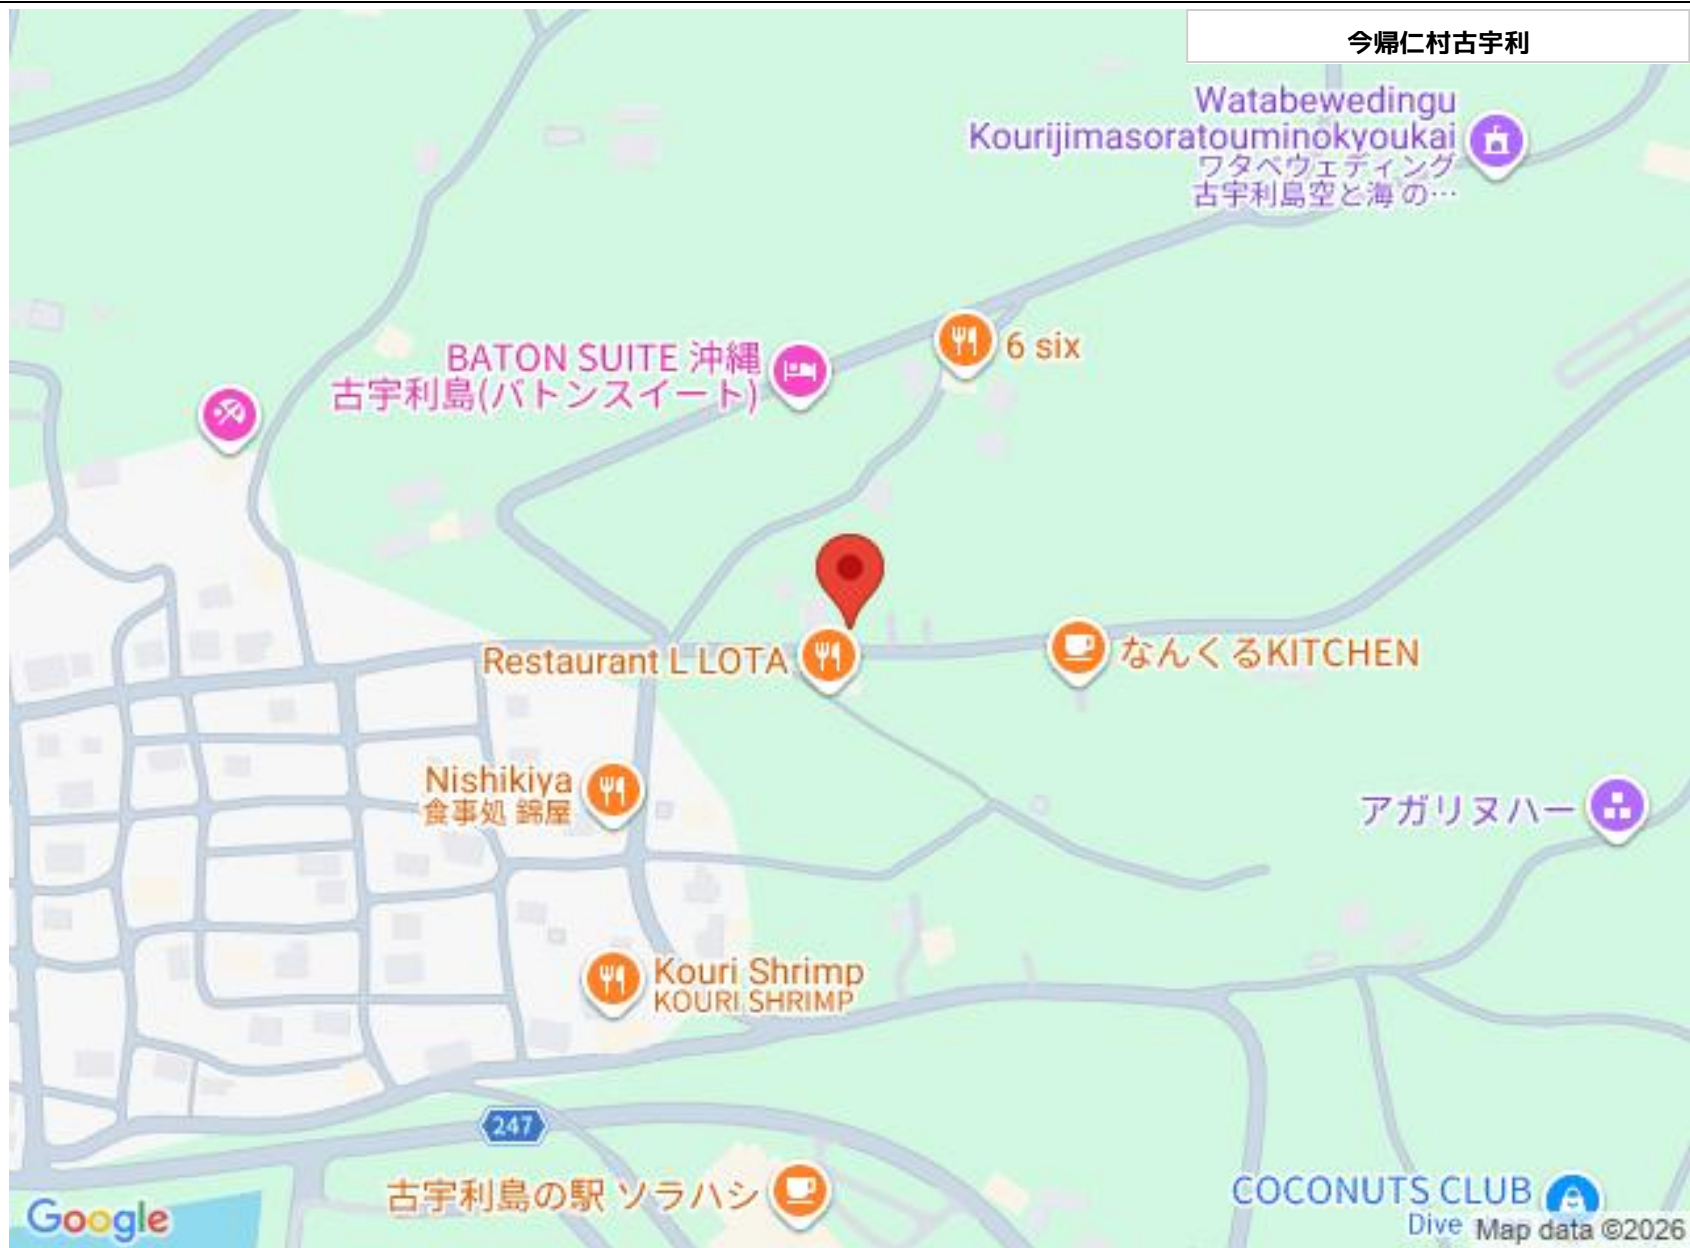 今帰仁村古宇利
Watabewedingu
Kourijimasoratouminokyoukai
ワタベウェディング
古宇利島空と海 の…
6 six
BATON SUITE 沖縄
古宇利島(バトンスイート)
Restaurant L LOTA
なんくるKITCHEN
Nishikiya
食事処 錦屋
アガリヌハー
Kouri Shrimp
KOURI SHRIMP
247
古宇利島の駅 ソラハシ
COCONUTS CLUB
Dive
Google
Map data ©2026